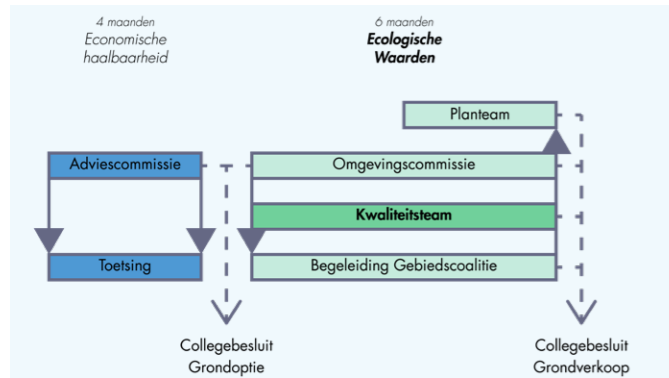 4 maanden
Economische
haalbaarheid
6 maanden
Ecologische
Waarden
Planteam
Adviescommissie
Omgevingscommissie
Kwaliteitsteam
Toetsing
Begeleiding Gebiedscoalitie
Collegebesluit
Grondoptie
Collegebesluit
Grondverkoop